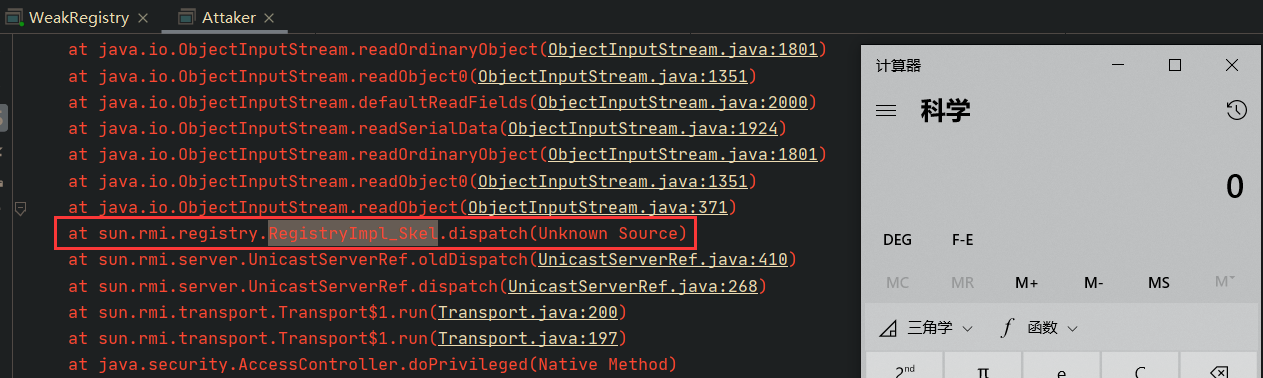 WeakRegistry
Attaker
at java.io.ObjectInputStream.readOrdinaryObject(ObjectInputStream.java:1801)
at java.io.ObjectInputStream.readObject0(ObjectInputStream.java:1351)
at java.io.ObjectInputStream.defaultReadFields(ObjectInputStream.java:2000)
at java.io.ObjectInputStream.readSerialData(ObjectInputStream.java:1924)
at java.io.ObjectInputStream.readOrdinaryObject(ObjectInputStream.java:1801)
at java.io.ObjectInputStream.readObject0(ObjectInputStream.java:1351)
at java.io.ObjectInputStream.readObject(ObjectInputStream.java:371)
at sun.rmi.registry.RegistryImpl_Skel.dispatch(Unknown Source)
at sun.rmi.server.UnicastServerRef.oldDispatch(UnicastServerRef.java:410)
at sun.rmi.server.UnicastServerRef.dispatch(UnicastServerRef.java:268)
at sun.rmi.transport.Transport$1.run(Transport.java:200)
at sun.rmi.transport.Transport$1.run(Transport.java:197)
at java.security.AccessController.doPrivileged(Native Method)
计算器
科学
0
DEG F-E
MC MR M+ M- MS M˅
三角学 f 函数
2nd π e C